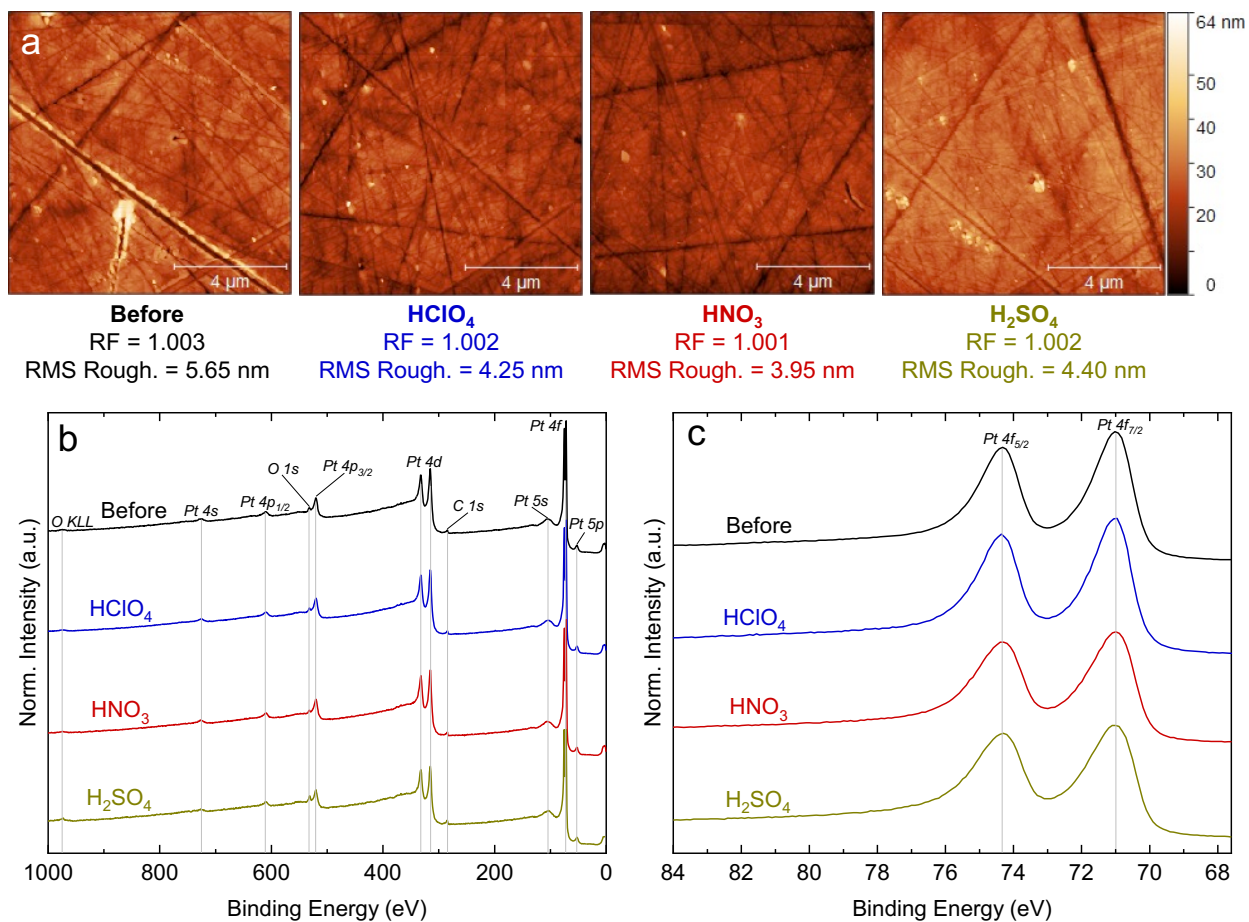 a
64 nm
50
40
30
20
0
4 µm
4 µm
4 µm
4 µm
Before
RF = 1.003
RMS Rough. = 5.65 nm
HClO₄
RF = 1.002
RMS Rough. = 4.25 nm
HNO₃
RF = 1.001
RMS Rough. = 3.95 nm
H₂SO₄
RF = 1.002
RMS Rough. = 4.40 nm
b
Norm. Intensity (a.u.)
O KLL
Pt 4s
Pt 4p₁/₂
O 1s
Pt 4p₃/₂
Pt 4d
C 1s
Pt 5s
Pt 4f
Pt 5p
Before
HClO₄
HNO₃
H₂SO₄
1000
800
600
400
200
0
Binding Energy (eV)
c
Norm. Intensity (a.u.)
Pt 4f₅/₂
Pt 4f₇/₂
Before
HClO₄
HNO₃
H₂SO₄
84
82
80
78
76
74
72
70
68
Binding Energy (eV)